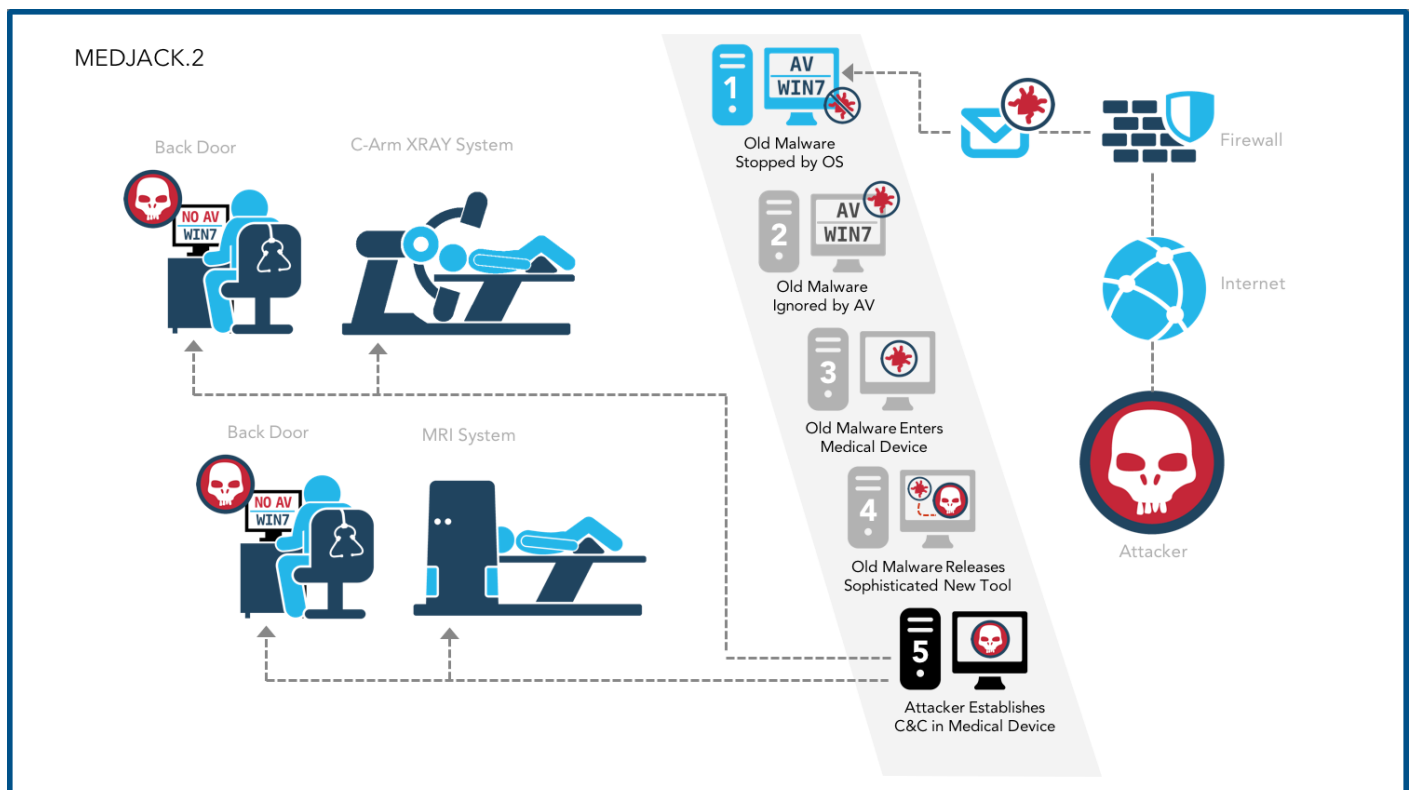 MEDJACK.2
Back Door
C-Arm XRAY System
NO AV
WIN7
Back Door
MRI System
NO AV
WIN7
1
AV
WIN7
Old Malware
Stopped by OS
2
AV
WIN7
Old Malware
Ignored by AV
3
Old Malware Enters
Medical Device
4
Old Malware Releases
Sophisticated New Tool
5
Attacker Establishes
C&C in Medical Device
Firewall
Internet
Attacker